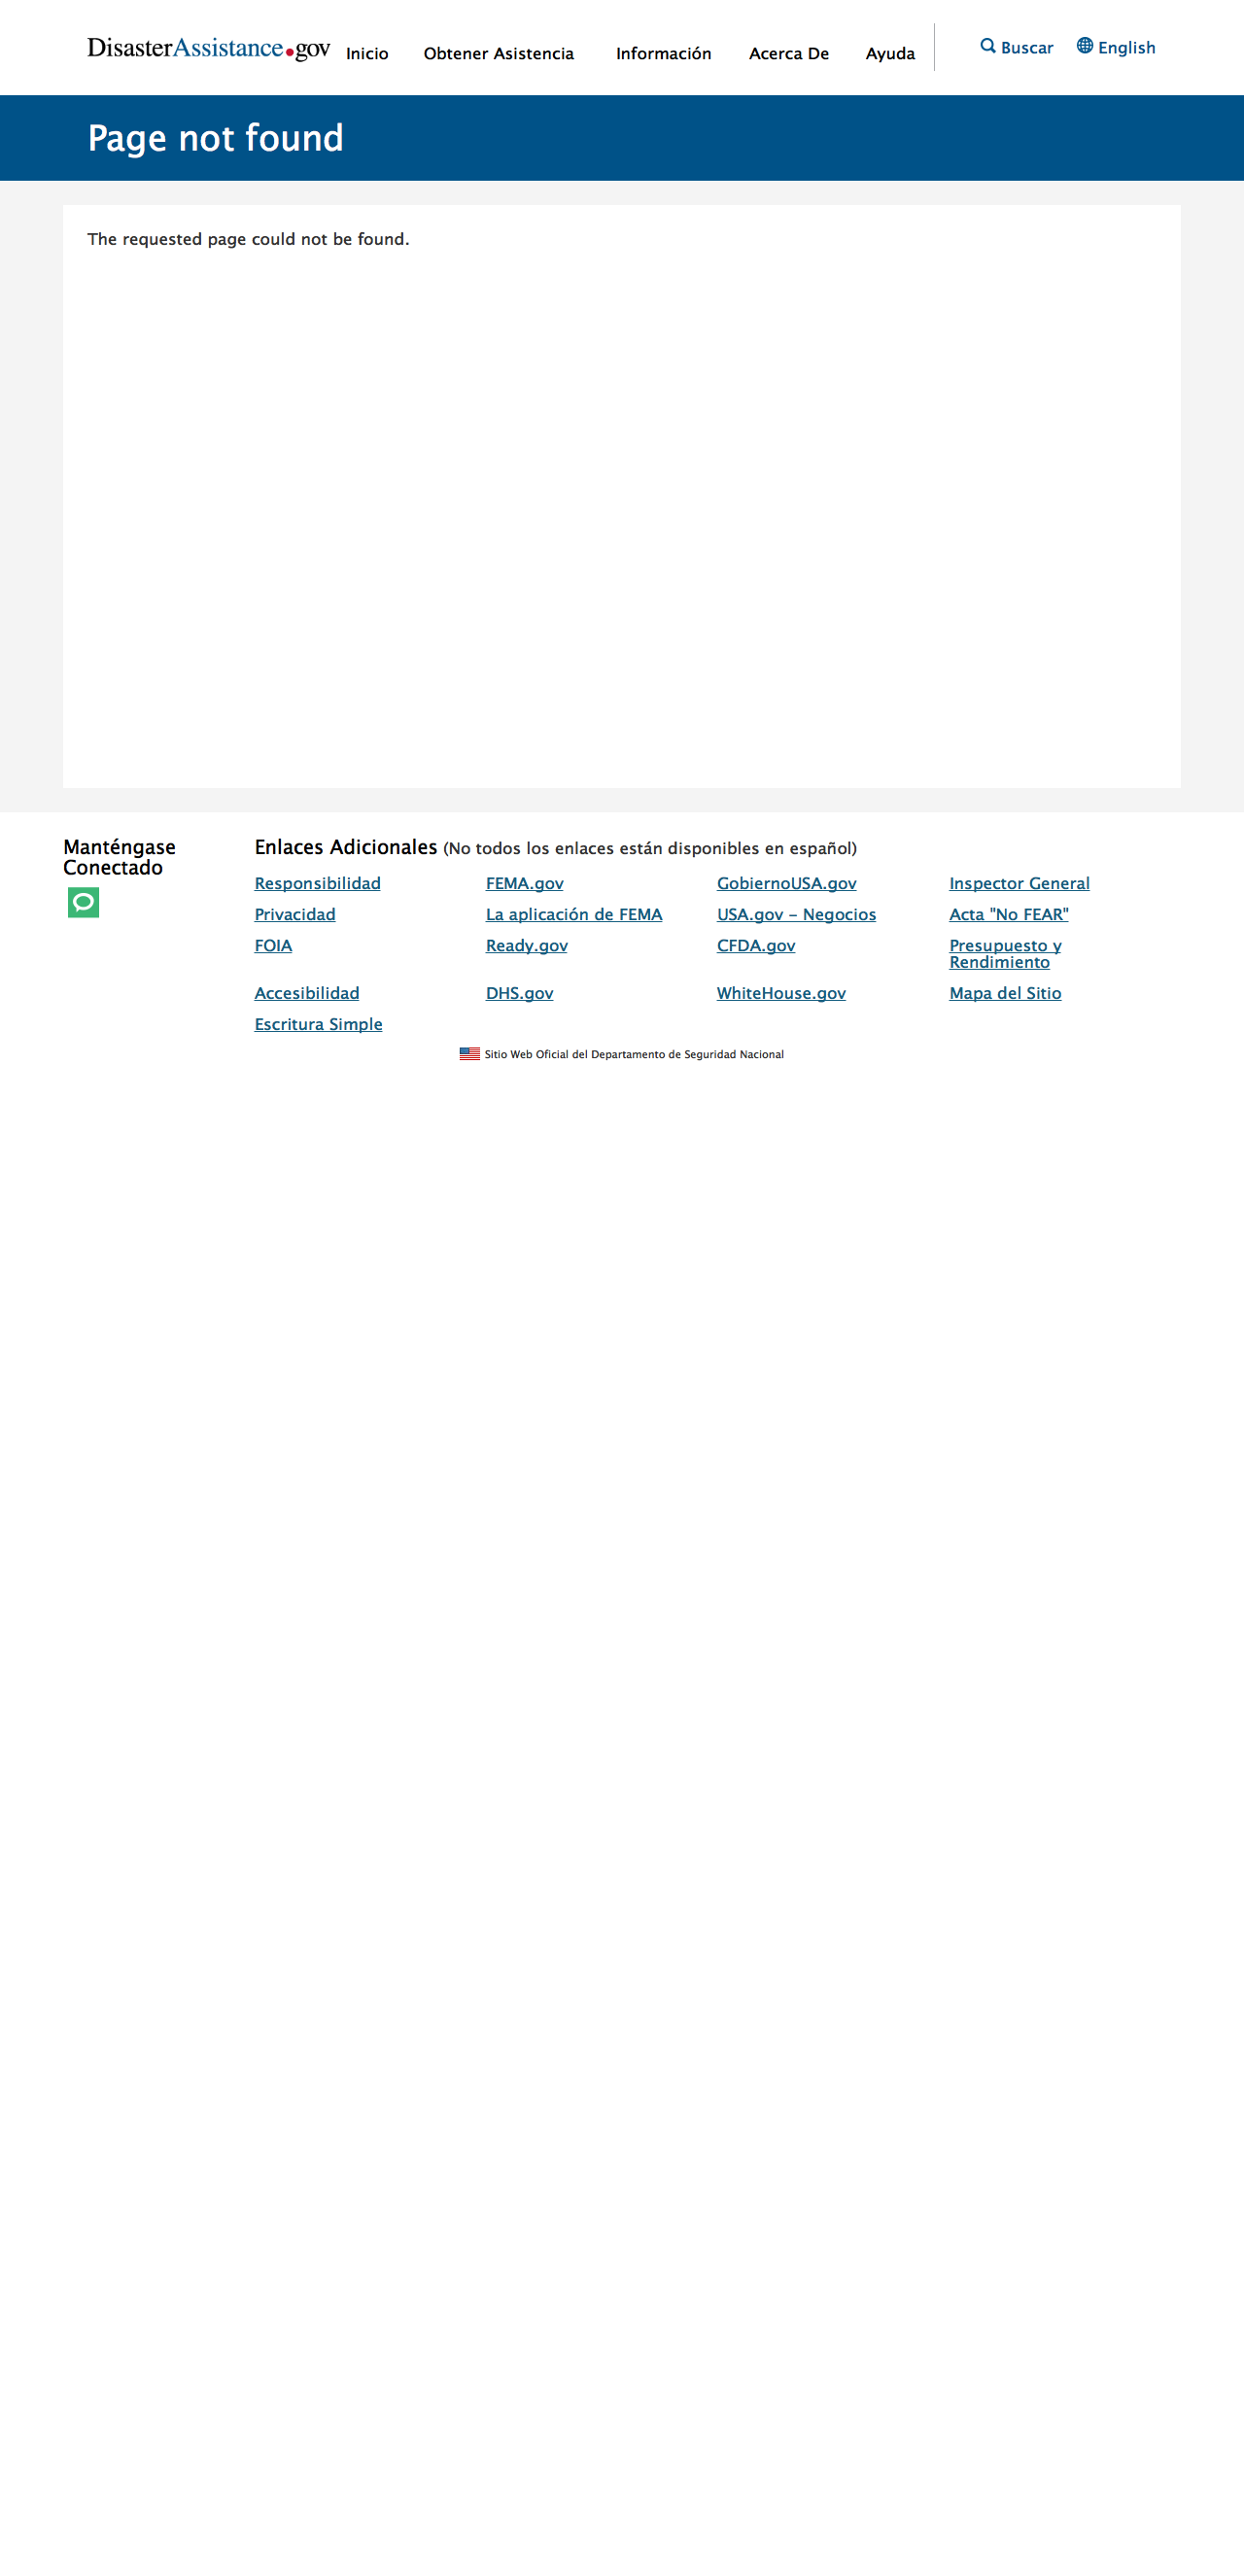 DisasterAssistance.gov Inicio Obtener Asistencia Información Acerca De Ayuda Buscar English
Page not found
The requested page could not be found.
Manténgase
Conectado
Enlaces Adicionales (No todos los enlaces están disponibles en español)
Responsibilidad FEMA.gov GobiernoUSA.gov Inspector General
Privacidad La aplicación de FEMA USA.gov – Negocios Acta "No FEAR"
FOIA Ready.gov CFDA.gov Presupuesto y
Rendimiento
Accesibilidad DHS.gov WhiteHouse.gov Mapa del Sitio
Escritura Simple
Sitio Web Oficial del Departamento de Seguridad Nacional